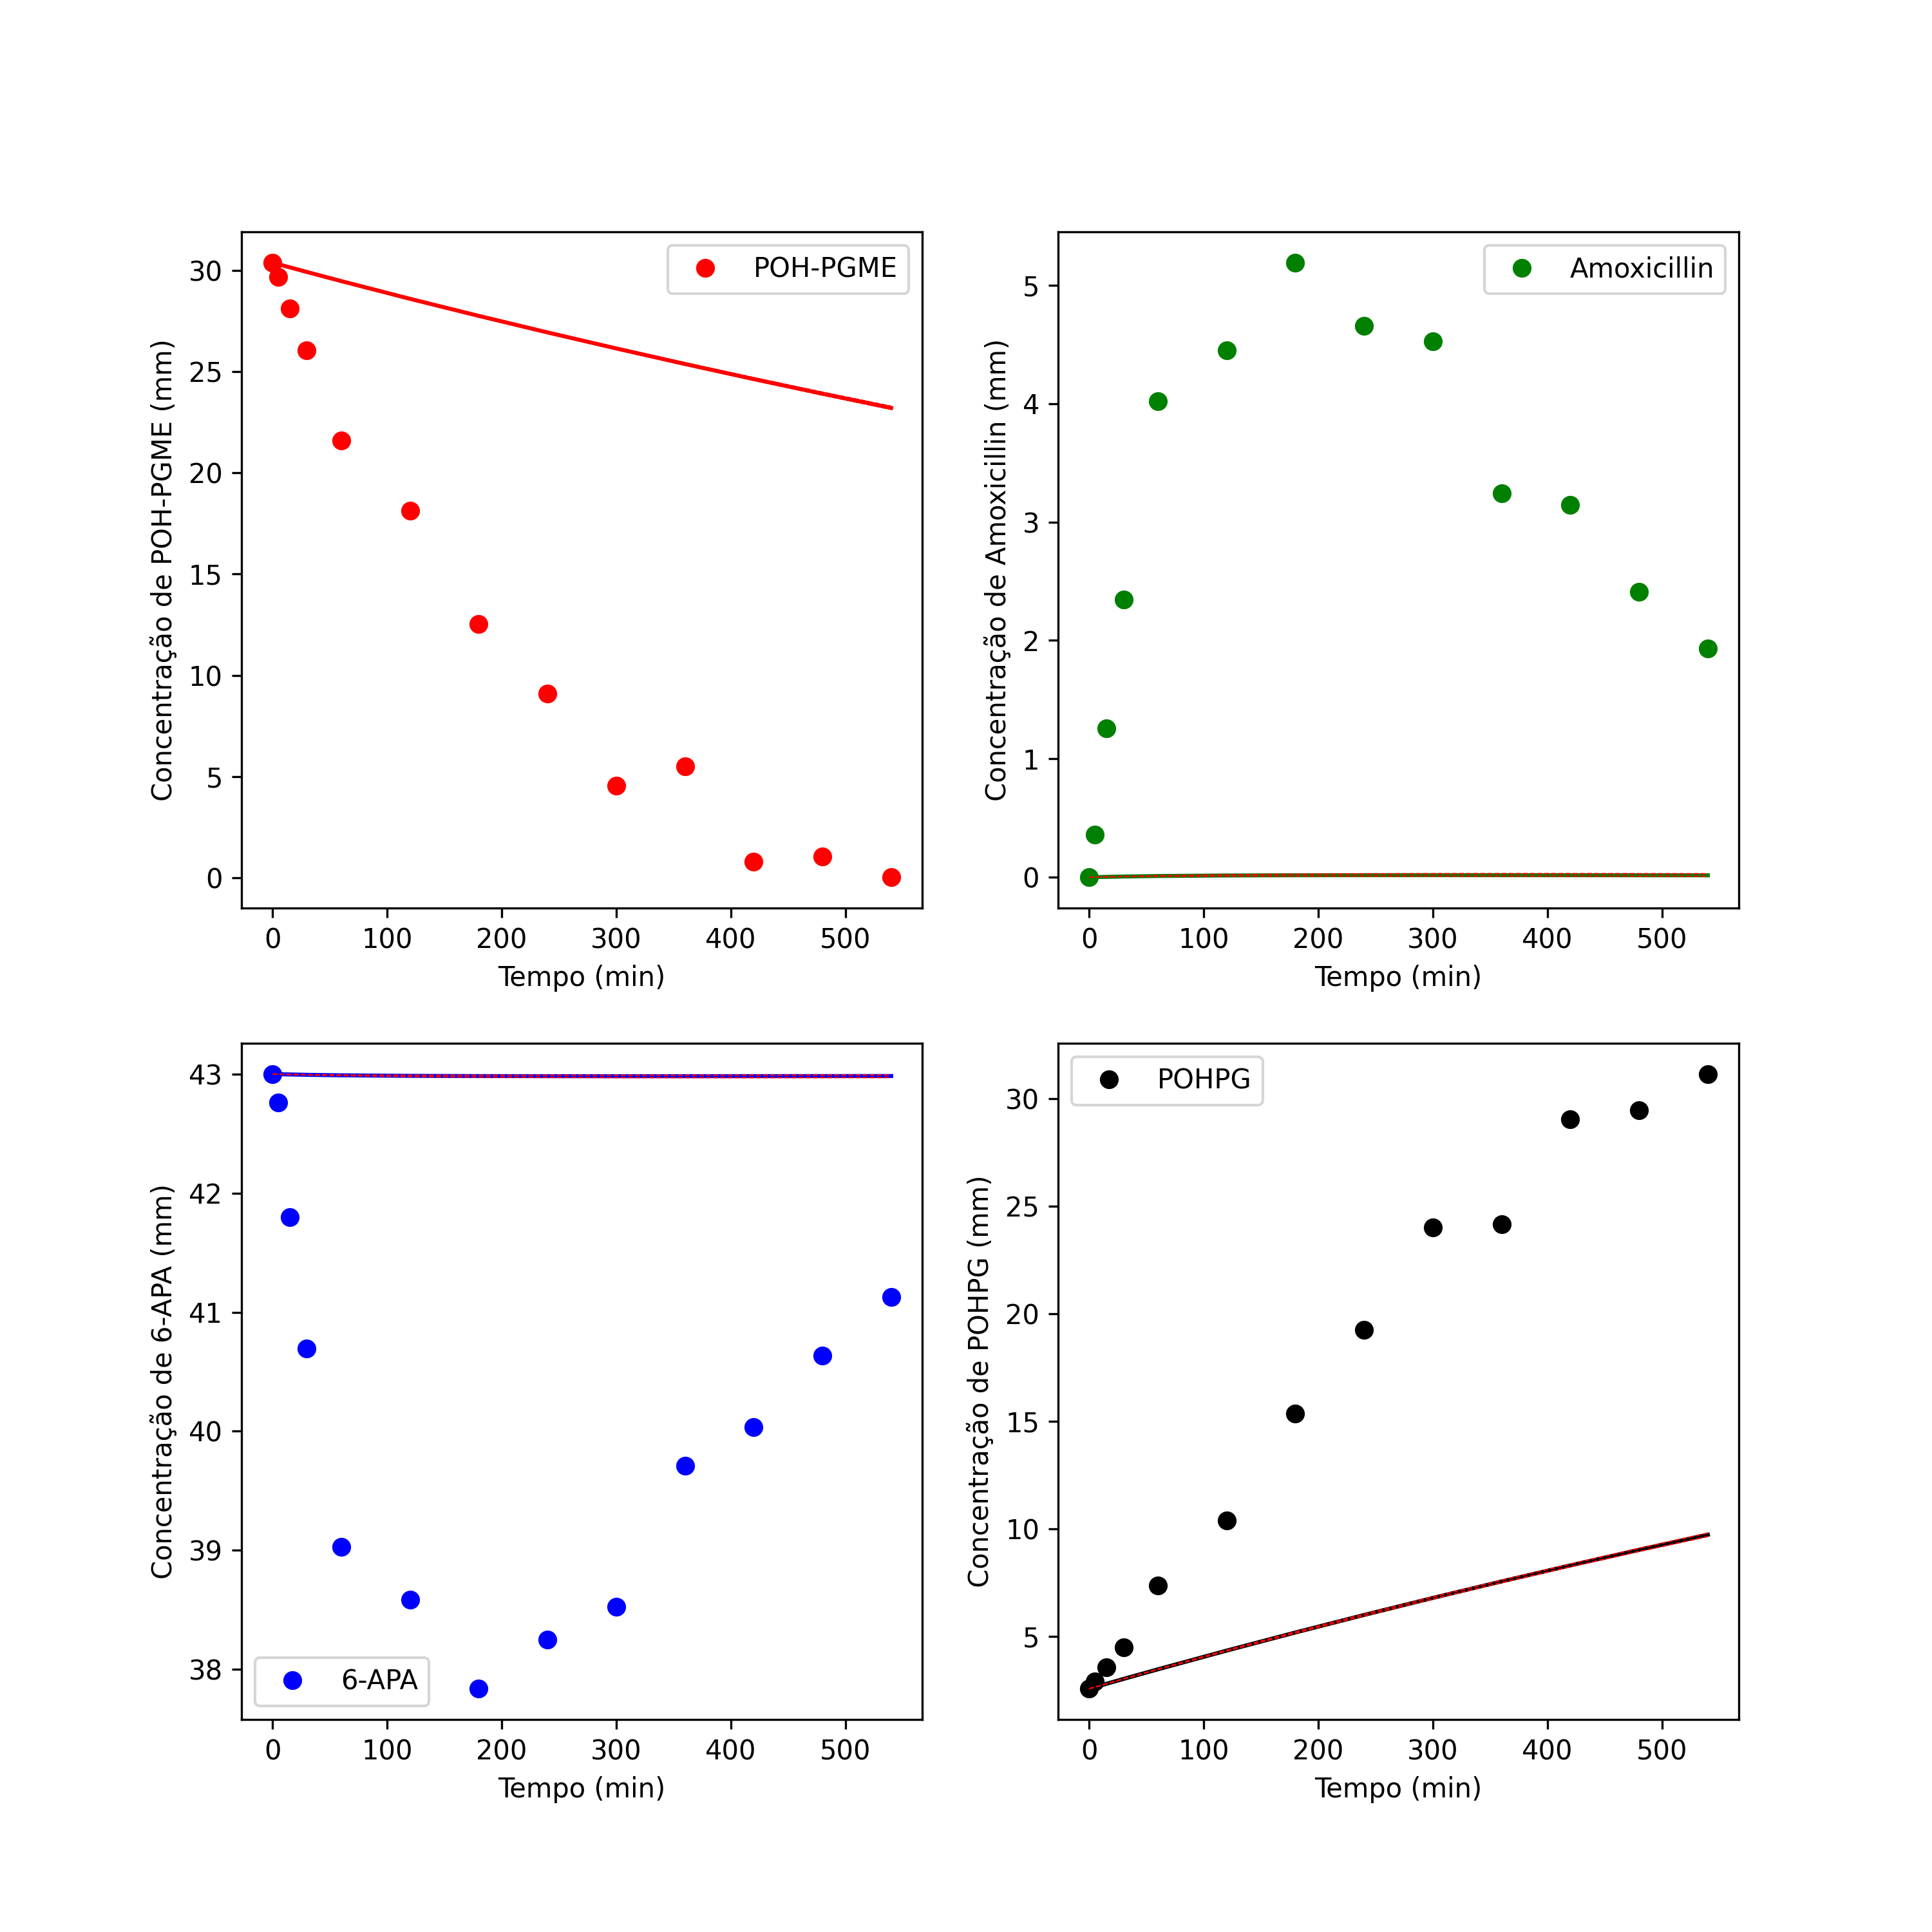 POH-PGME
Concentração de POH-PGME (mm)
30
25
20
15
10
5
0
0 100 200 300 400 500
Tempo (min)
Amoxicillin
Concentração de Amoxicillin (mm)
5
4
3
2
1
0
0 100 200 300 400 500
Tempo (min)
6-APA
Concentração de 6-APA (mm)
43
42
41
40
39
38
0 100 200 300 400 500
Tempo (min)
POHPG
Concentração de POHPG (mm)
30
25
20
15
10
5
0 100 200 300 400 500
Tempo (min)